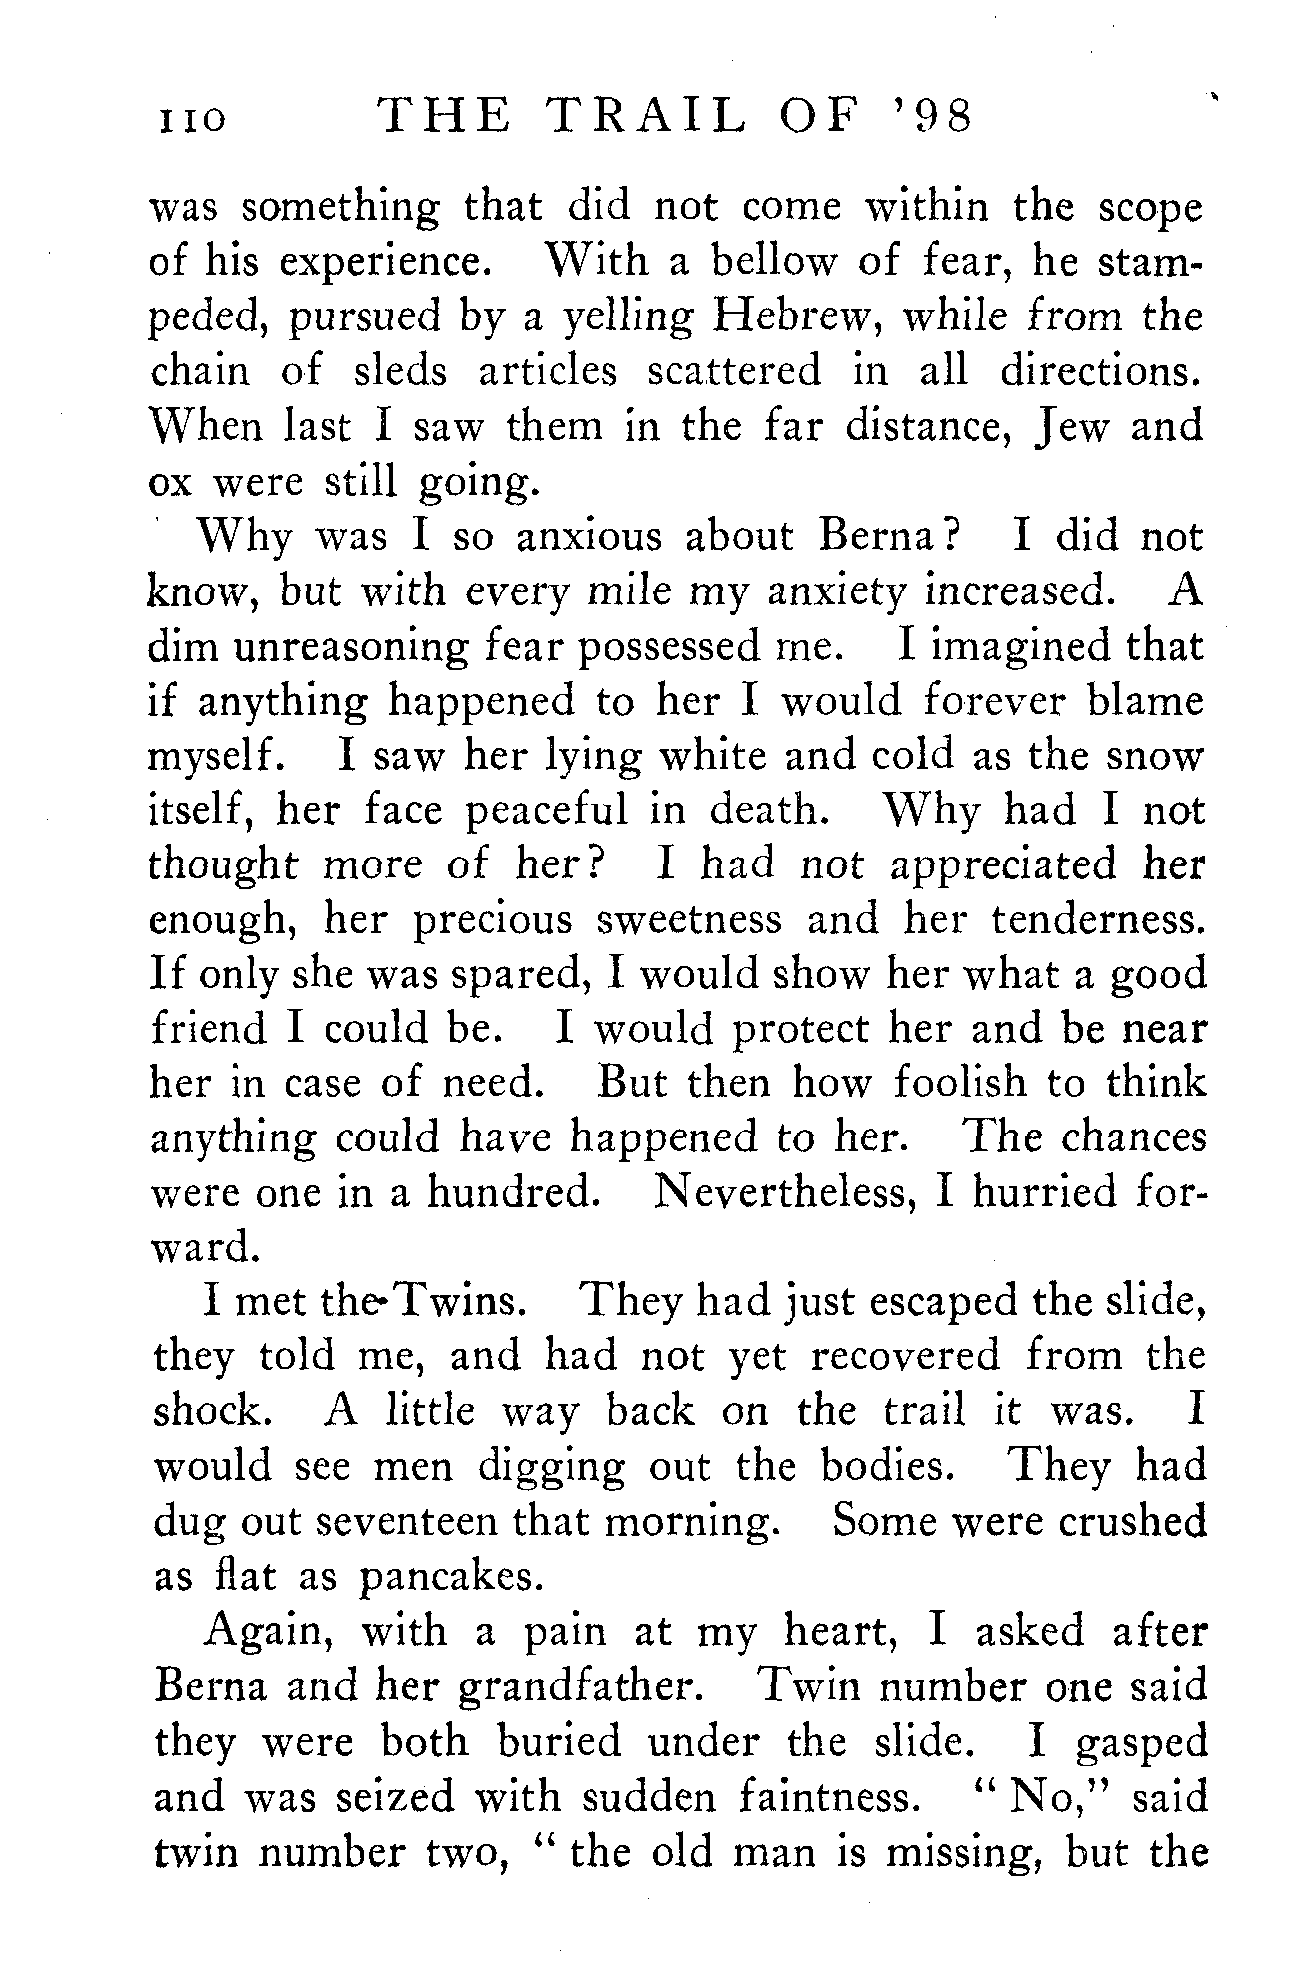 110 THE TRAIL OF '98
was something that did not come within the scope
of his experience. With a bellow of fear, he stam-
peded, pursued by a yelling Hebrew, while from the
chain of sleds articles scattered in all directions.
When last I saw them in the far distance, Jew and
ox were still going.
Why was I so anxious about Berna? I did not
know, but with every mile my anxiety increased. A
dim unreasoning fear possessed me. I imagined that
if anything happened to her I would forever blame
myself. I saw her lying white and cold as the snow
itself, her face peaceful in death. Why had I not
thought more of her? I had not appreciated her
enough, her precious sweetness and her tenderness.
If only she was spared, I would show her what a good
friend I could be. I would protect her and be near
her in case of need. But then how foolish to think
anything could have happened to her. The chances
were one in a hundred. Nevertheless, I hurried for-
ward.
I met the Twins. They had just escaped the slide,
they told me, and had not yet recovered from the
shock. A little way back on the trail it was. I
would see men digging out the bodies. They had
dug out seventeen that morning. Some were crushed
as flat as pancakes.
Again, with a pain at my heart, I asked after
Berna and her grandfather. Twin number one said
they were both buried under the slide. I gasped
and was seized with sudden faintness. "No," said
twin number two, "the old man is missing, but the